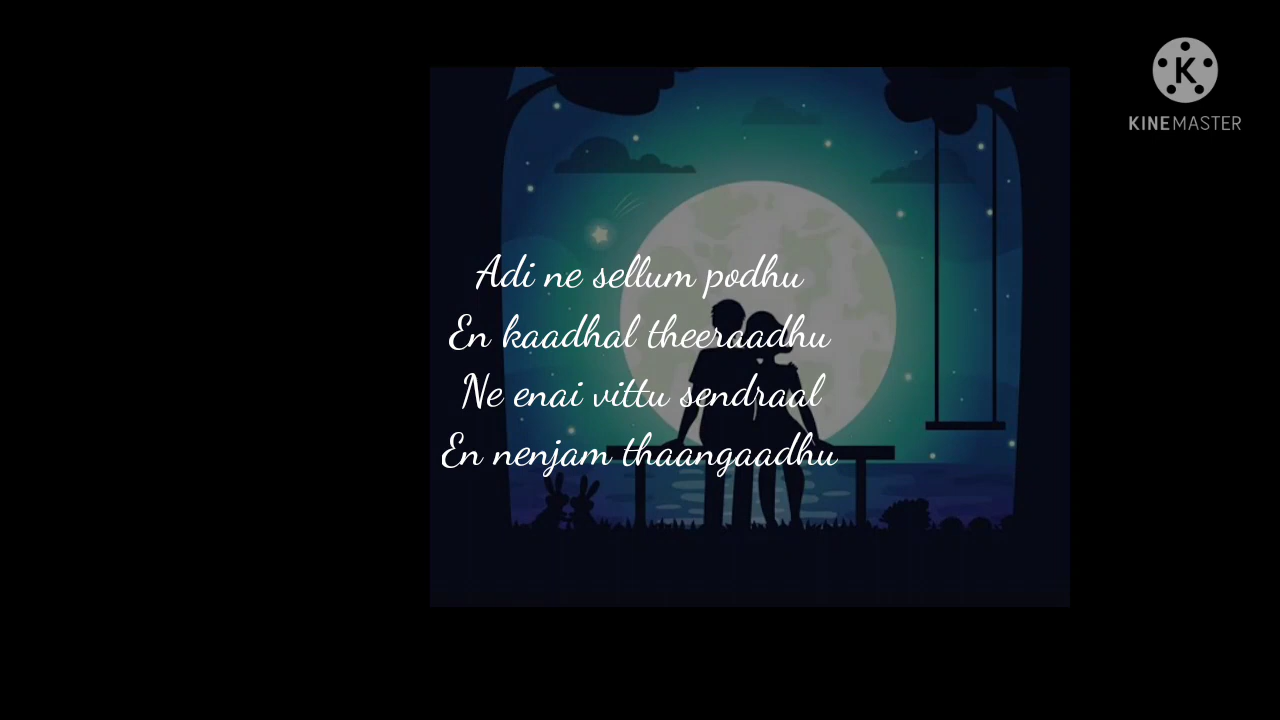 KINEMASTER
Adi ne sellum podhu
En kaadhal theeraadhu
Ne enai vittu sendraal
En nenjam thaangaadhu